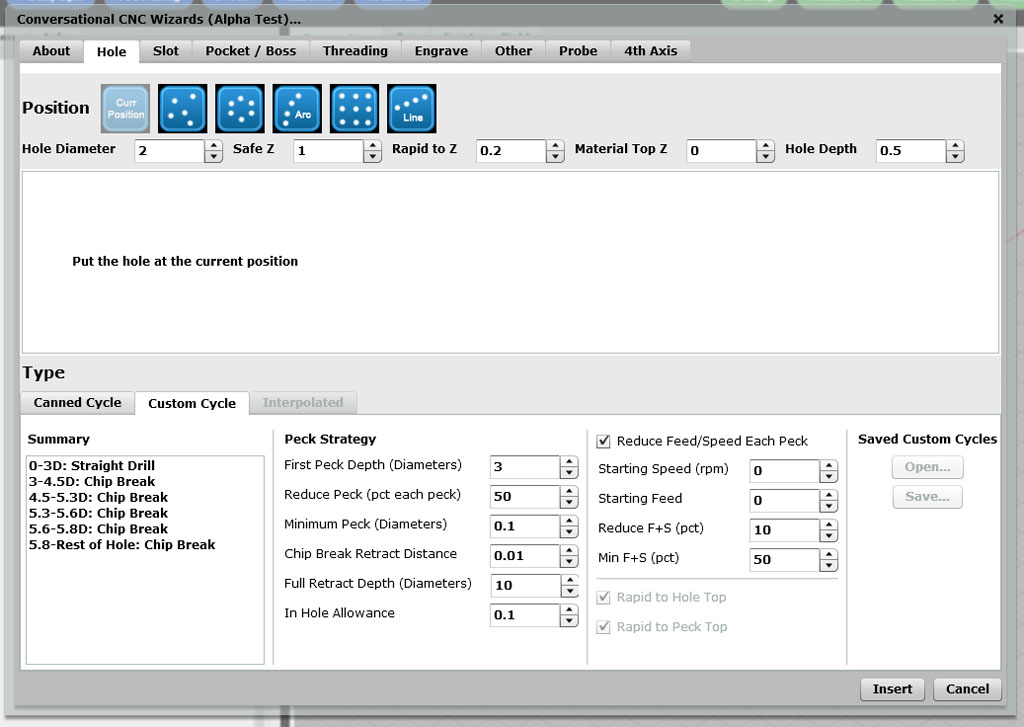 Conversational CNC Wizards (Alpha Test)...
About Hole Slot Pocket / Boss Threading Engrave Other Probe 4th Axis
Position Curr Position Arc Line
Hole Diameter 2 Safe Z 1 Rapid to Z 0.2 Material Top Z 0 Hole Depth 0.5
Put the hole at the current position
Type
Canned Cycle Custom Cycle Interpolated
Summary
0-3D: Straight Drill
3-4.5D: Chip Break
4.5-5.3D: Chip Break
5.3-5.6D: Chip Break
5.6-5.8D: Chip Break
5.8-Rest of Hole: Chip Break
Peck Strategy
First Peck Depth (Diameters) 3
Reduce Peck (pct each peck) 50
Minimum Peck (Diameters) 0.1
Chip Break Retract Distance 0.01
Full Retract Depth (Diameters) 10
In Hole Allowance 0.1
Reduce Feed/Speed Each Peck
Starting Speed (rpm) 0
Starting Feed 0
Reduce F+S (pct) 10
Min F+S (pct) 50
Rapid to Hole Top
Rapid to Peck Top
Saved Custom Cycles
Open...
Save...
Insert Cancel